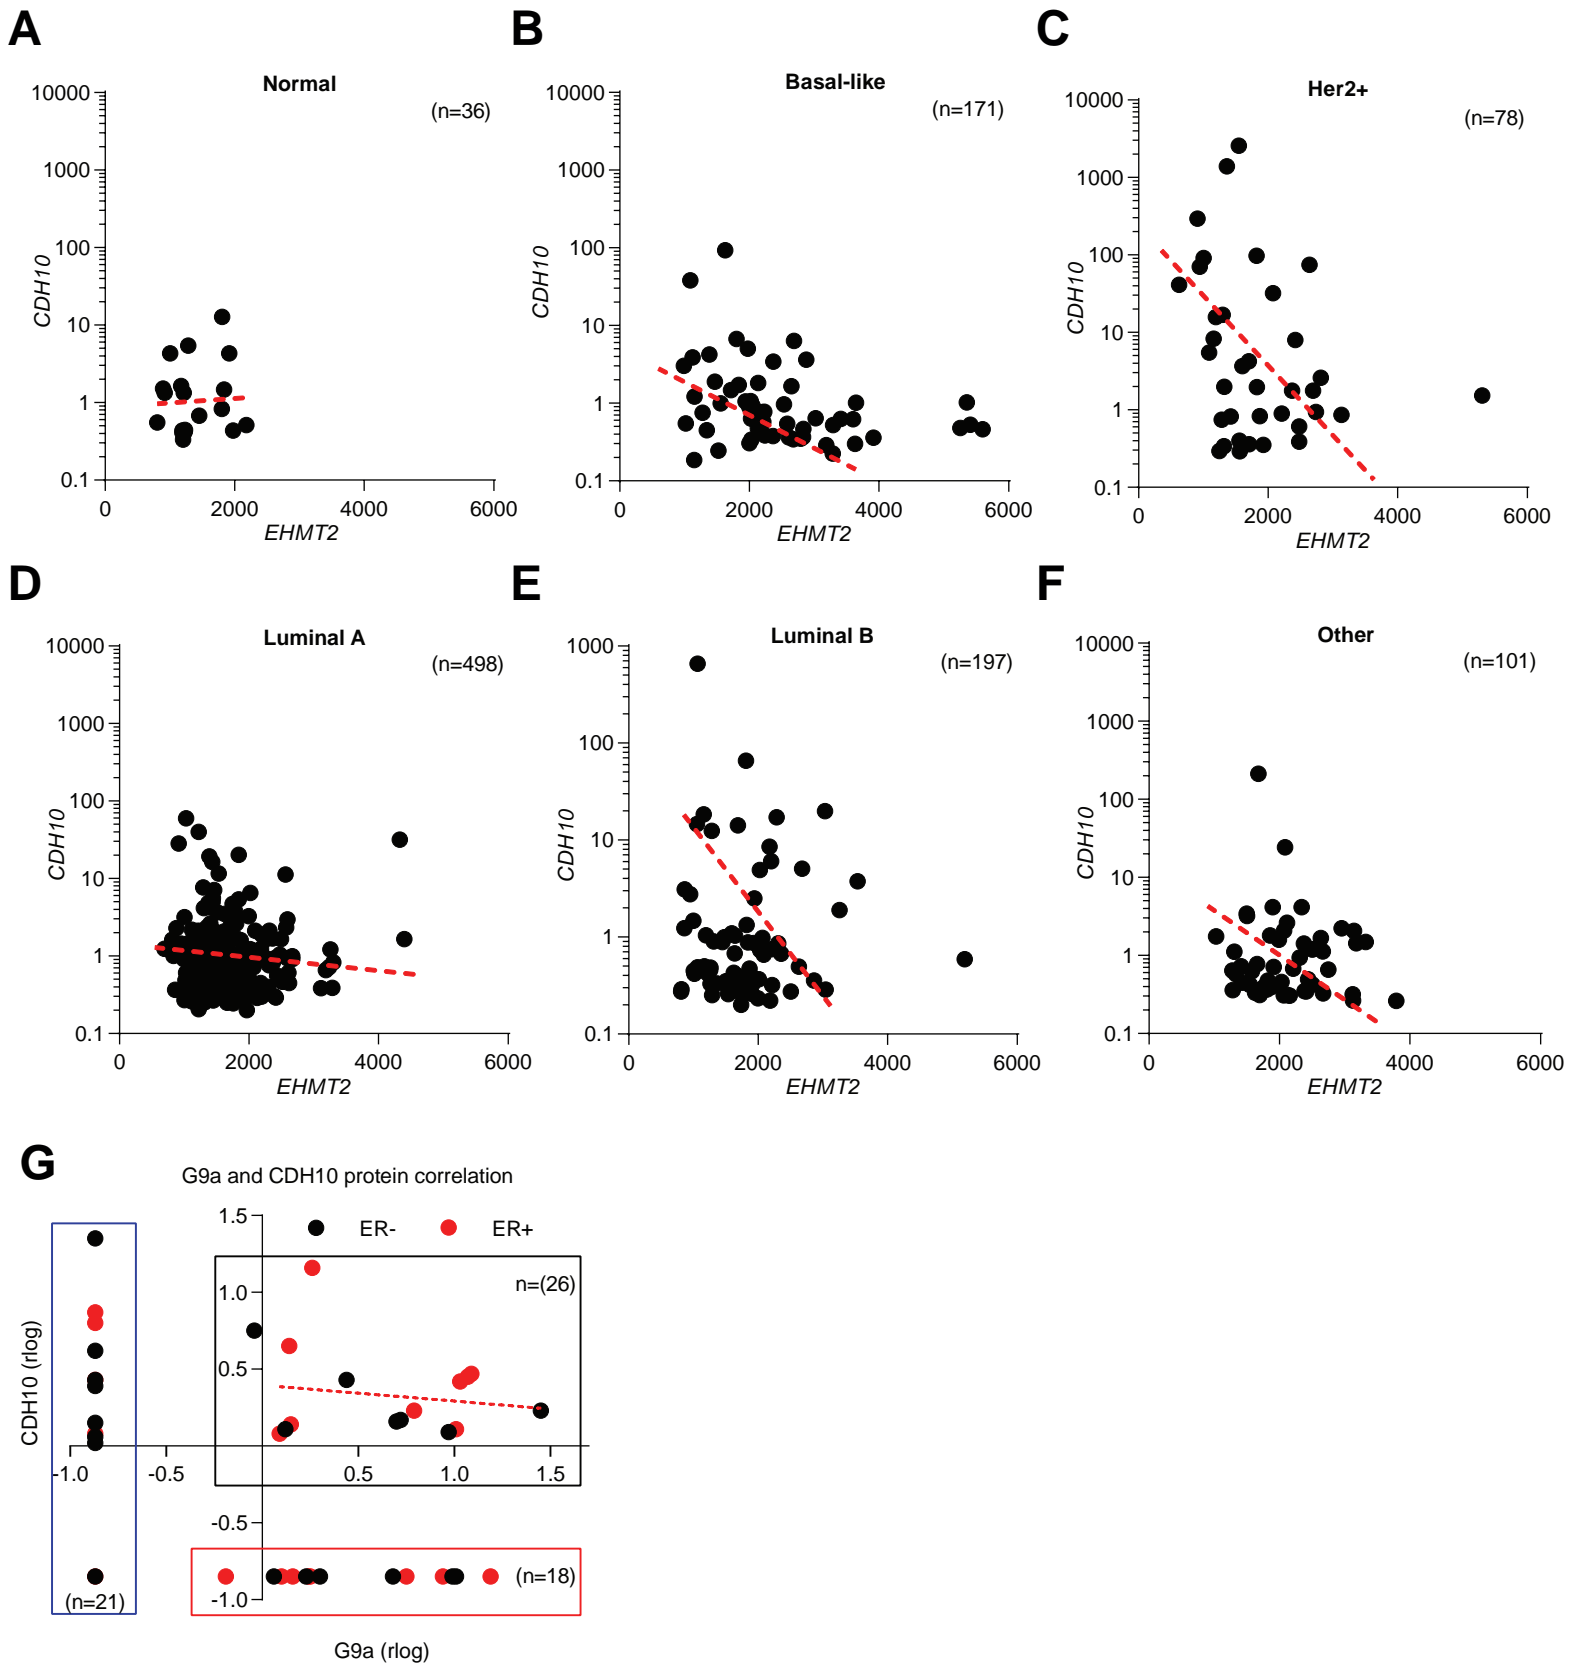 A
Normal
(n=36)
10000
1000
100
10
1
0.1
CDH10
0
2000
4000
6000
EHMT2
B
Basal-like
(n=171)
10000
1000
100
10
1
0.1
CDH10
0
2000
4000
6000
EHMT2
C
Her2+
(n=78)
10000
1000
100
10
1
0.1
CDH10
0
2000
4000
6000
EHMT2
D
Luminal A
(n=498)
10000
1000
100
10
1
0.1
CDH10
0
2000
4000
6000
EHMT2
E
Luminal B
(n=197)
1000
100
10
1
0.1
CDH10
0
2000
4000
6000
EHMT2
F
Other
(n=101)
10000
1000
100
10
1
0.1
CDH10
0
2000
4000
6000
EHMT2
G
G9a and CDH10 protein correlation
ER-
ER+
1.5
1.0
0.5
-0.5
-1.0
CDH10 (rlog)
n=(26)
-1.0
-0.5
0.5
1.0
1.5
(n=18)
(n=21)
G9a (rlog)